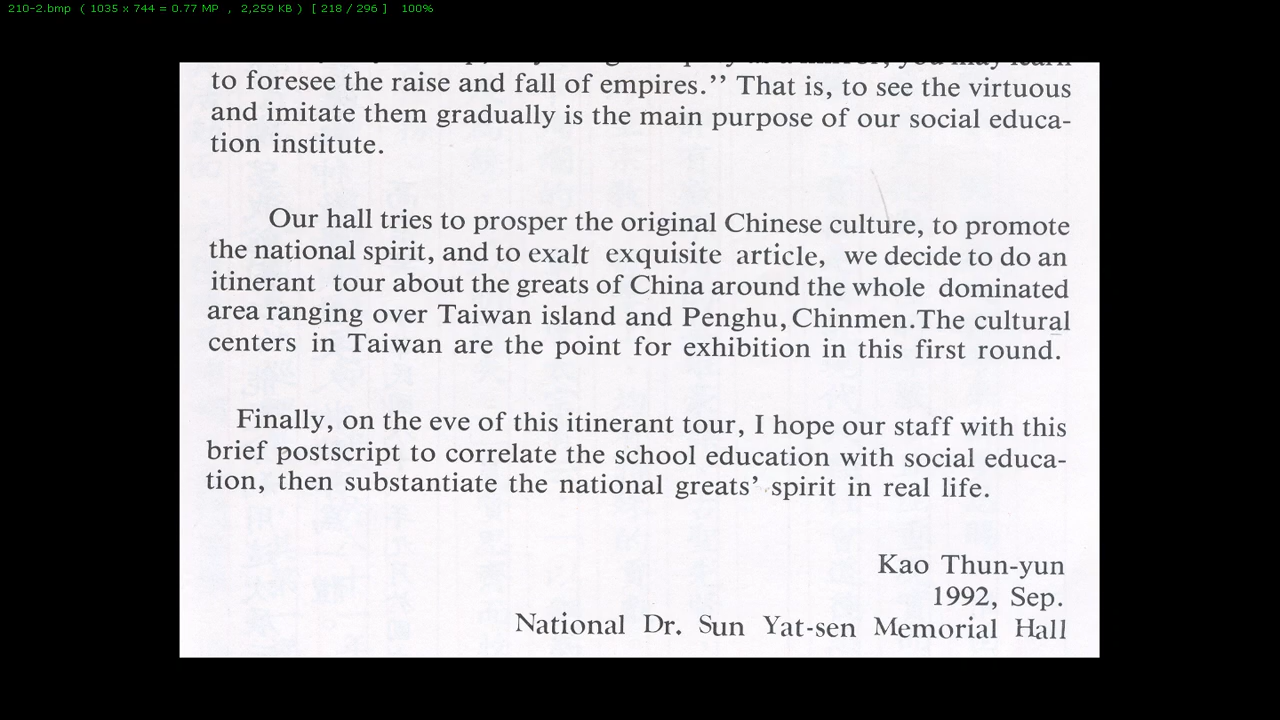 210-2.bmp ( 1035 x 744 = 0.77 MP , 2,259 KB ) [ 218 / 296 ] 100%
you may learn
to foresee the raise and fall of empires.’’ That is, to see the virtuous
and imitate them gradually is the main purpose of our social educa-
tion institute.
Our hall tries to prosper the original Chinese culture, to promote
the national spirit, and to exalt exquisite article, we decide to do an
itinerant tour about the greats of China around the whole dominated
area ranging over Taiwan island and Penghu, Chinmen.The cultural
centers in Taiwan are the point for exhibition in this first round.
Finally, on the eve of this itinerant tour, I hope our staff with this
brief postscript to correlate the school education with social educa-
tion, then substantiate the national greats’ spirit in real life.
Kao Thun-yun
1992, Sep.
National Dr. Sun Yat-sen Memorial Hall